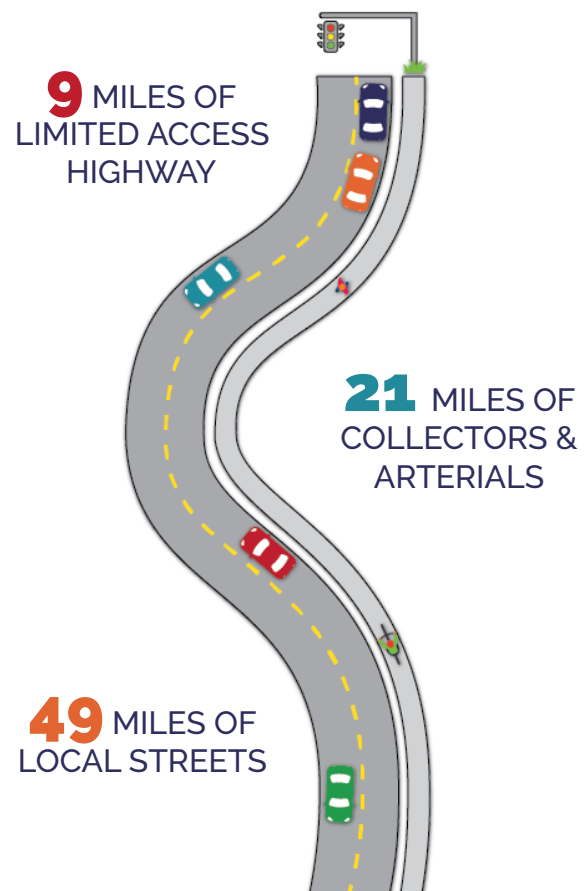 9 MILES OF
LIMITED ACCESS
HIGHWAY
21 MILES OF
COLLECTORS &
ARTERIALS
49 MILES OF
LOCAL STREETS